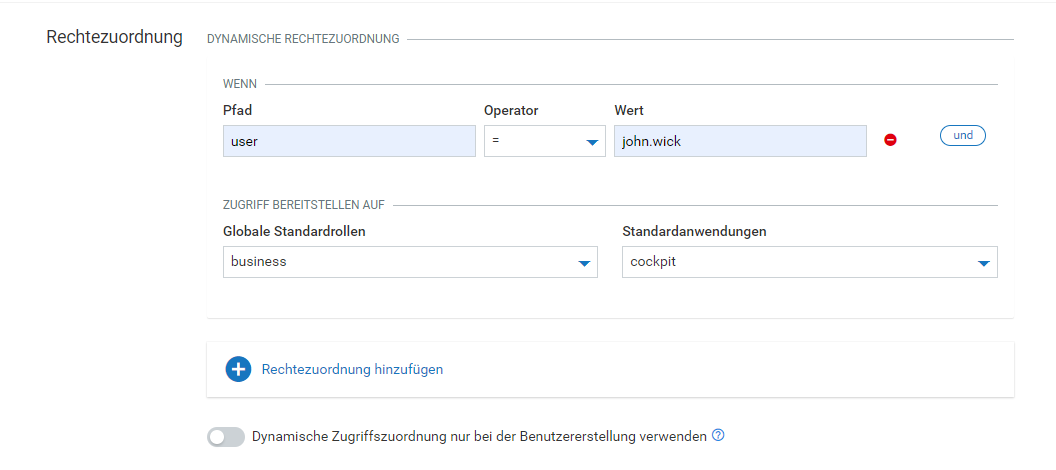 Rechtezuordnung
DYNAMISCHE RECHTEZUORDNUNG
WENN
Pfad Operator Wert
user = john.wick und
ZUGRIFF BEREITSTELLEN AUF
Globale Standardrollen Standardanwendungen
business cockpit
Rechtezuordnung hinzufügen
Dynamische Zugriffszuordnung nur bei der Benutzererstellung verwenden ?